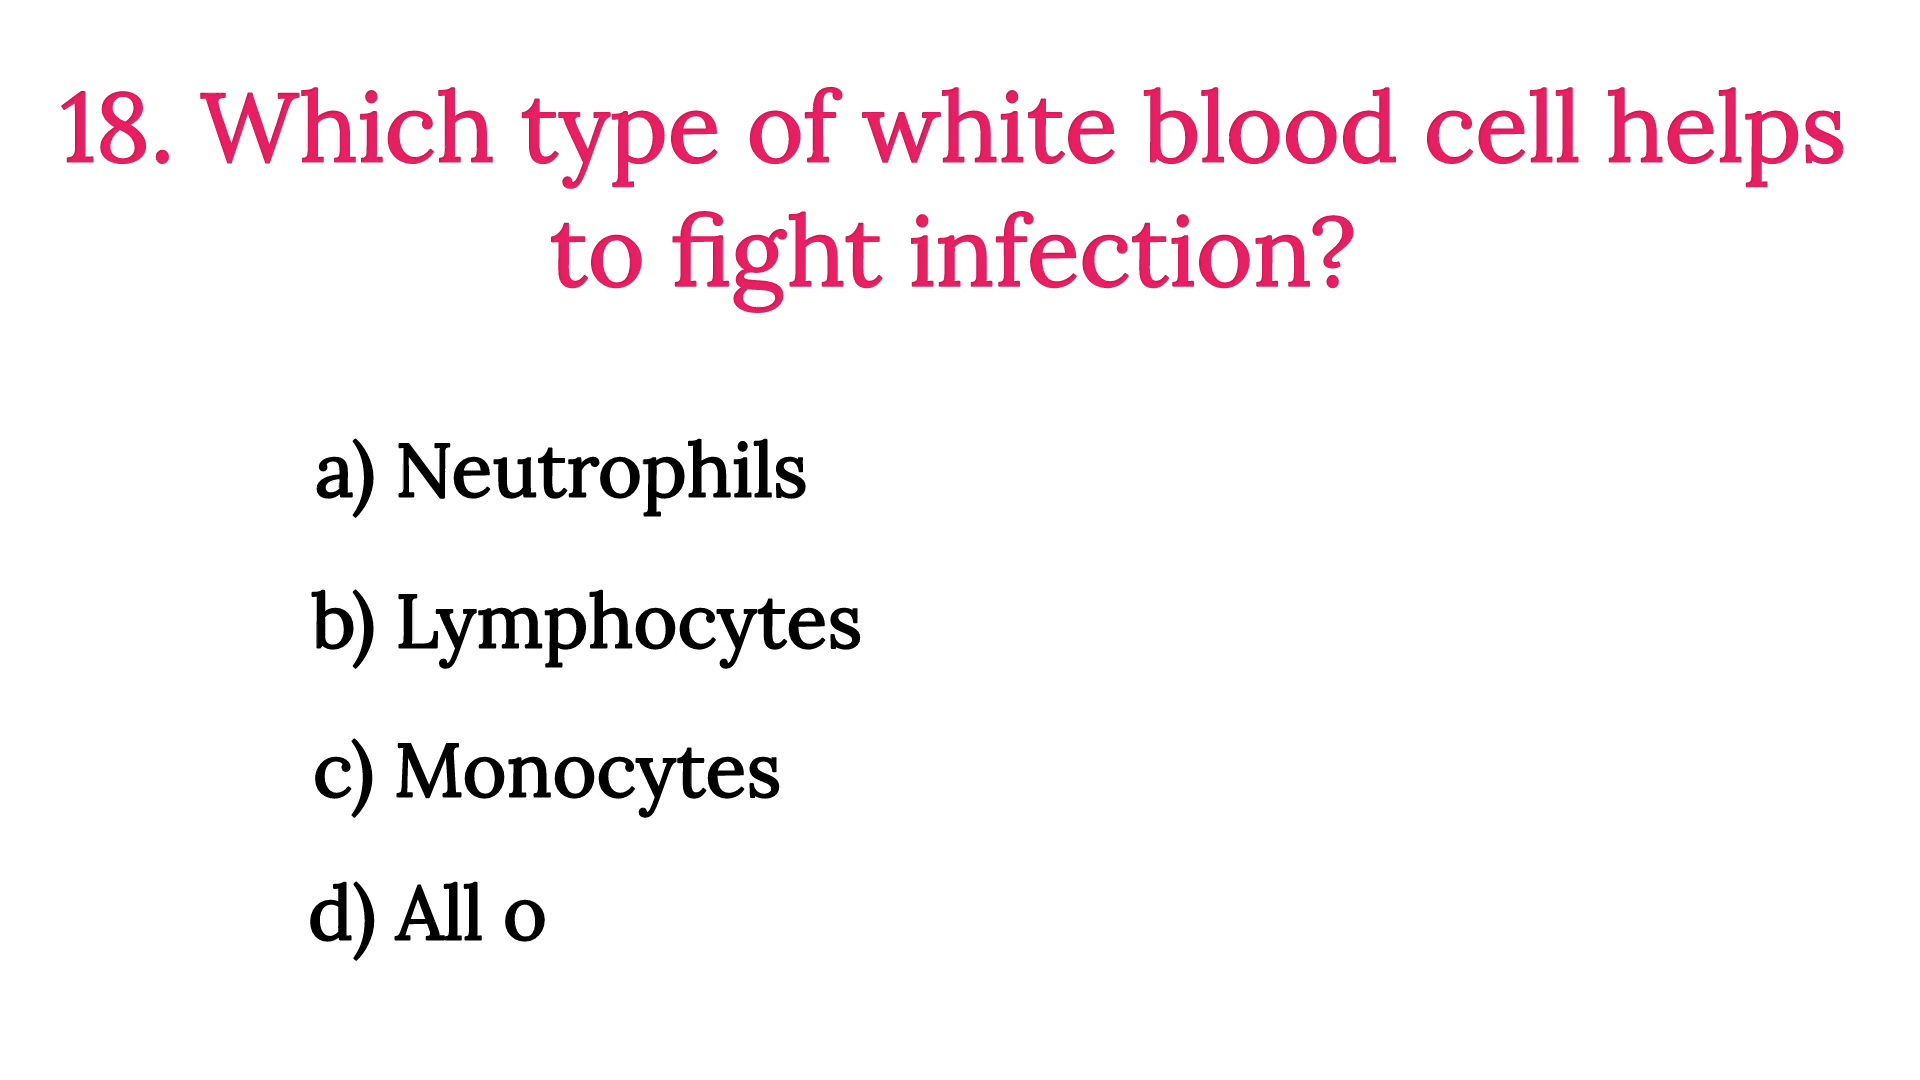 18. Which type of white blood cell helps
to fight infection?
a) Neutrophils
b) Lymphocytes
c) Monocytes
d) All o